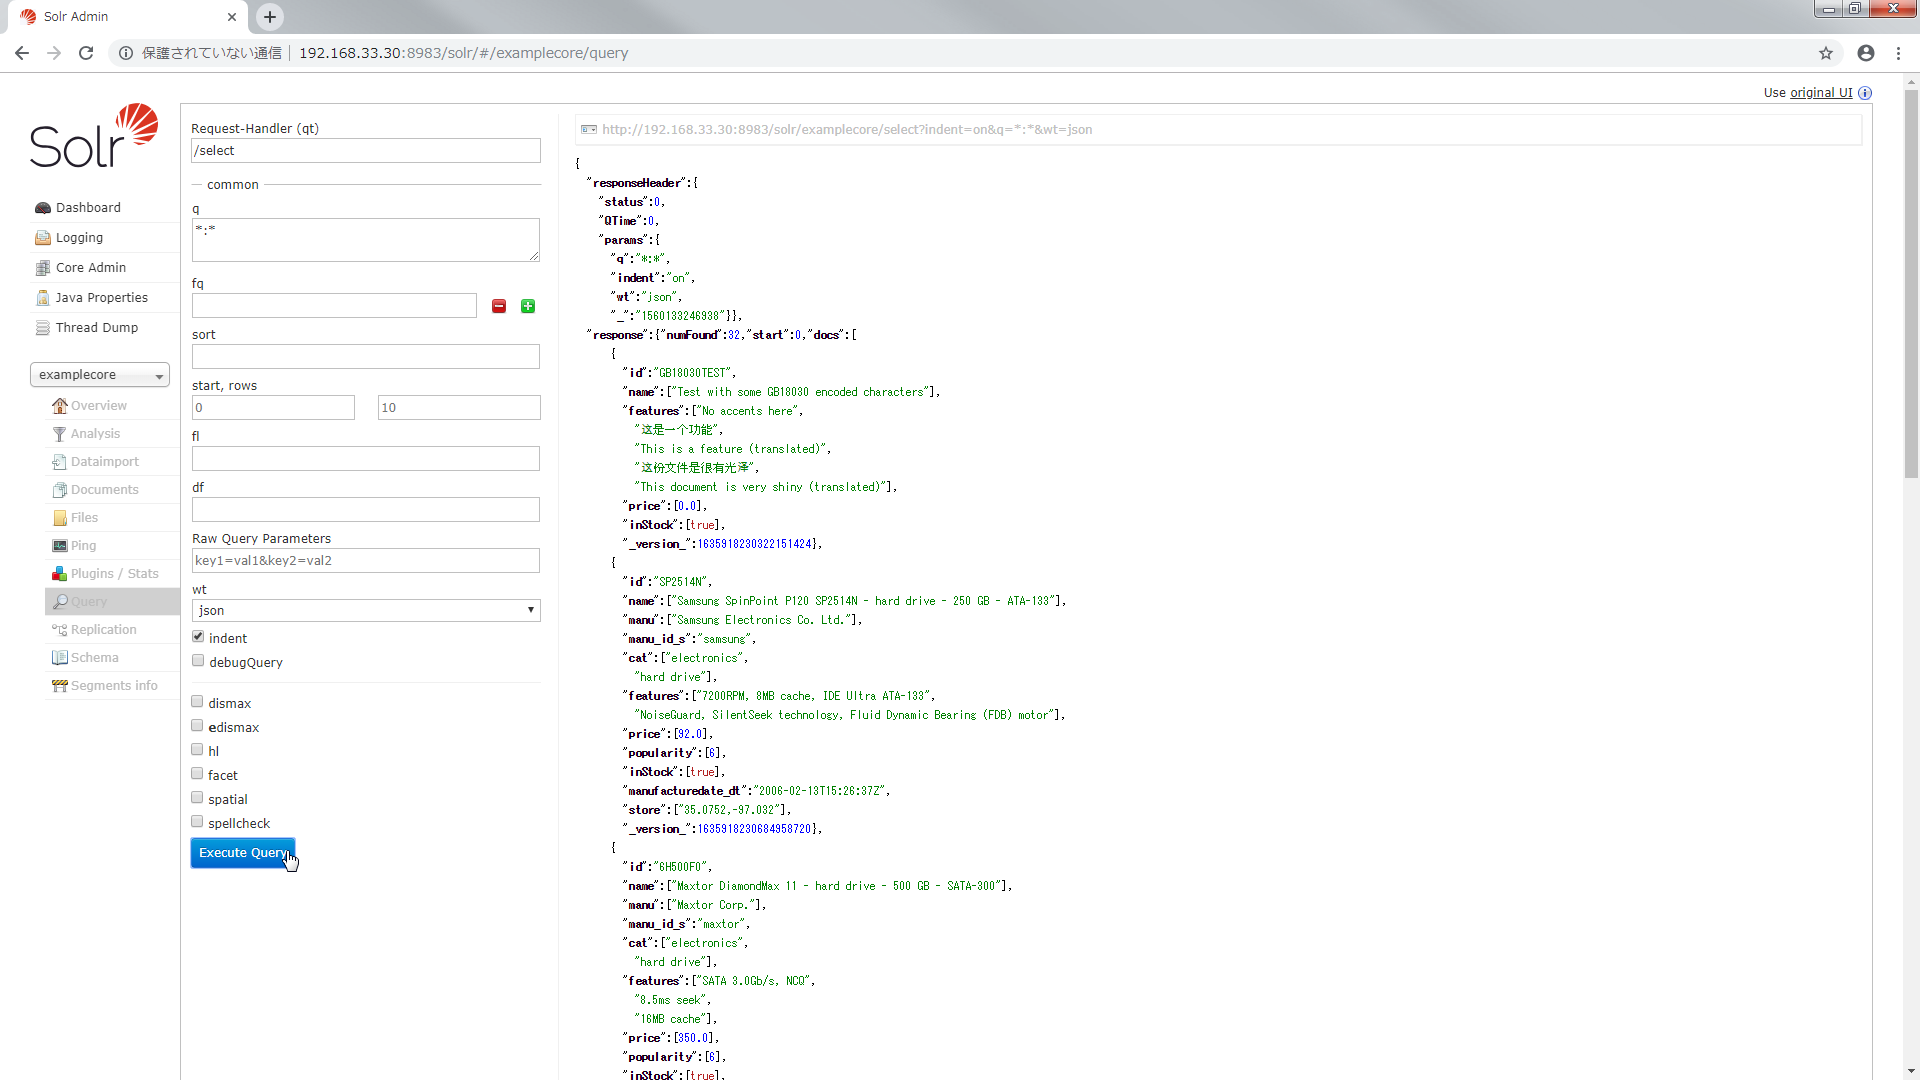 Solr Admin
保護されていない通信 192.168.33.30:8983/solr/#/examplecore/query
Use original UI
Solr
Dashboard
Logging
Core Admin
Java Properties
Thread Dump
examplecore
Overview
Analysis
Dataimport
Documents
Files
Ping
Plugins / Stats
Query
Replication
Schema
Segments info
Request-Handler (qt)
/select
common
q
*:*
fq
sort
start, rows
0
10
fl
df
Raw Query Parameters
key1=val1&key2=val2
wt
json
indent
debugQuery
dismax
edismax
hl
facet
spatial
spellcheck
Execute Query
http://192.168.33.30:8983/solr/examplecore/select?indent=on&q=*:*&wt=json
{
"responseHeader":{
"status":0,
"QTime":0,
"params":{
"q":"*:*",
"indent":"on",
"wt":"json",
"_":"1560133246938"}},
"response":{"numFound":32,"start":0,"docs":[
{
"id":"GB18030TEST",
"name":["Test with some GB18030 encoded characters"],
"features":["No accents here",
"这是一个功能",
"This is a feature (translated)",
"这份文件是很有光泽",
"This document is very shiny (translated)"],
"price":[0.0],
"inStock":[true],
"_version_":1635918230322151424},
{
"id":"SP2514N",
"name":["Samsung SpinPoint P120 SP2514N - hard drive - 250 GB - ATA-133"],
"manu":["Samsung Electronics Co. Ltd."],
"manu_id_s":"samsung",
"cat":["electronics",
"hard drive"],
"features":["7200RPM, 8MB cache, IDE Ultra ATA-133",
"NoiseGuard, SilentSeek technology, Fluid Dynamic Bearing (FDB) motor"],
"price":[92.0],
"popularity":[6],
"inStock":[true],
"manufacturedate_dt":"2006-02-13T15:26:37Z",
"store":["35.0752,-97.032"],
"_version_":1635918230684958720},
{
"id":"6H500F0",
"name":["Maxtor DiamondMax 11 - hard drive - 500 GB - SATA-300"],
"manu":["Maxtor Corp."],
"manu_id_s":"maxtor",
"cat":["electronics",
"hard drive"],
"features":["SATA 3.0Gb/s, NCQ",
"8.5ms seek",
"16MB cache"],
"price":[350.0],
"popularity":[6],
"inStock":[true],